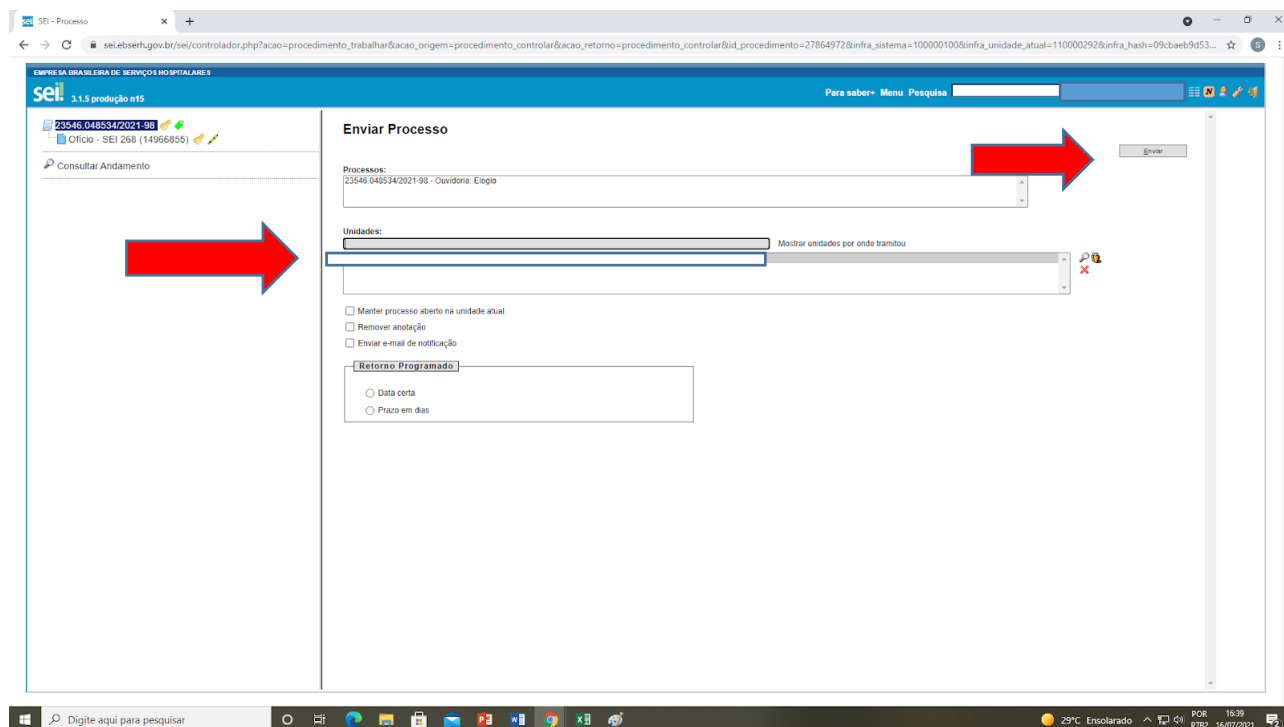 SEI - Processo
sei.ebserh.gov.br/sei/controlador.php?acao=procedimento_trabalhar&acao_origem=procedimento_controlar&acao_retorno=procedimento_controlar&id_procedimento=27864972&infra_sistema=100000100&infra_unidade_atual=110000292&infra_hash=09cbaeb9d53...
S
EMPRESA BRASILEIRA DE SERVIÇOS HOSPITALARES
sei! 3.1.5 produção n15
Para saber+ Menu Pesquisa
N
23546.048534/2021-98
Ofício - SEI 268 (14966855)
Consultar Andamento
Enviar Processo
Enviar
Processos:
23546.048534/2021-98 - Ouvidoria: Elogio
Unidades:
Mostrar unidades por onde tramitou
Manter processo aberto na unidade atual
Remover anotação
Enviar e-mail de notificação
Retorno Programado
Data certa
Prazo em dias
Digite aqui para pesquisar
29°C Ensolarado
POR
PTB2
16:39
16/07/2021